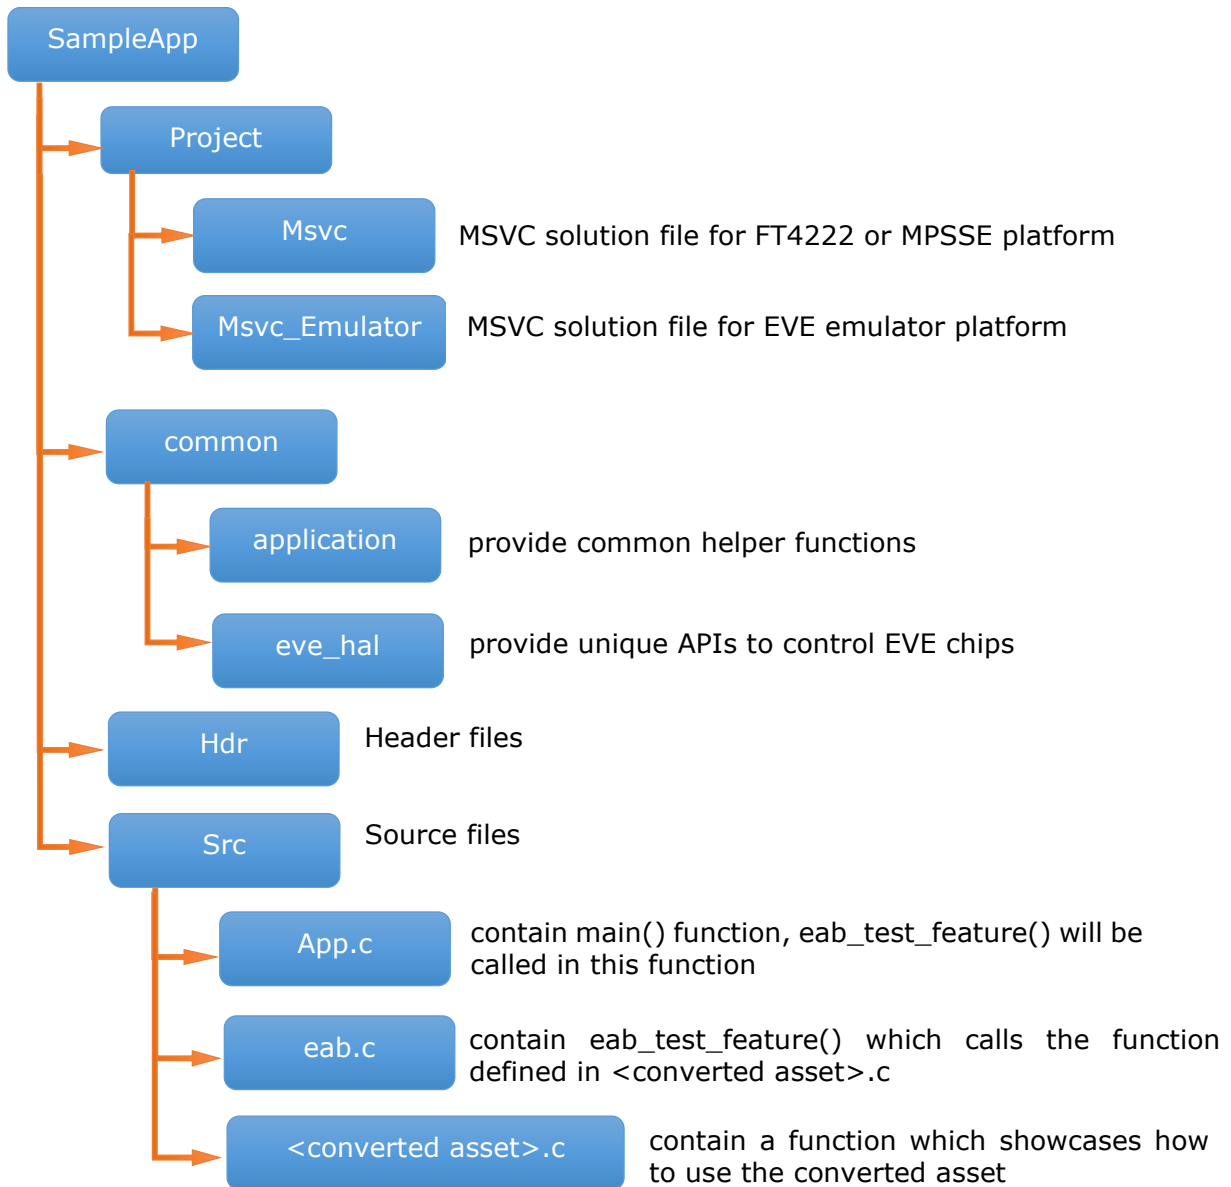 SampleApp
Project
Msvc
MSVC solution file for FT4222 or MPSSE platform
Msvc_Emulator
MSVC solution file for EVE emulator platform
common
application
provide common helper functions
eve_hal
provide unique APIs to control EVE chips
Hdr
Header files
Src
Source files
App.c
contain main() function, eab_test_feature() will be
called in this function
eab.c
contain eab_test_feature() which calls the function
defined in <converted asset>.c
<converted asset>.c
contain a function which showcases how
to use the converted asset